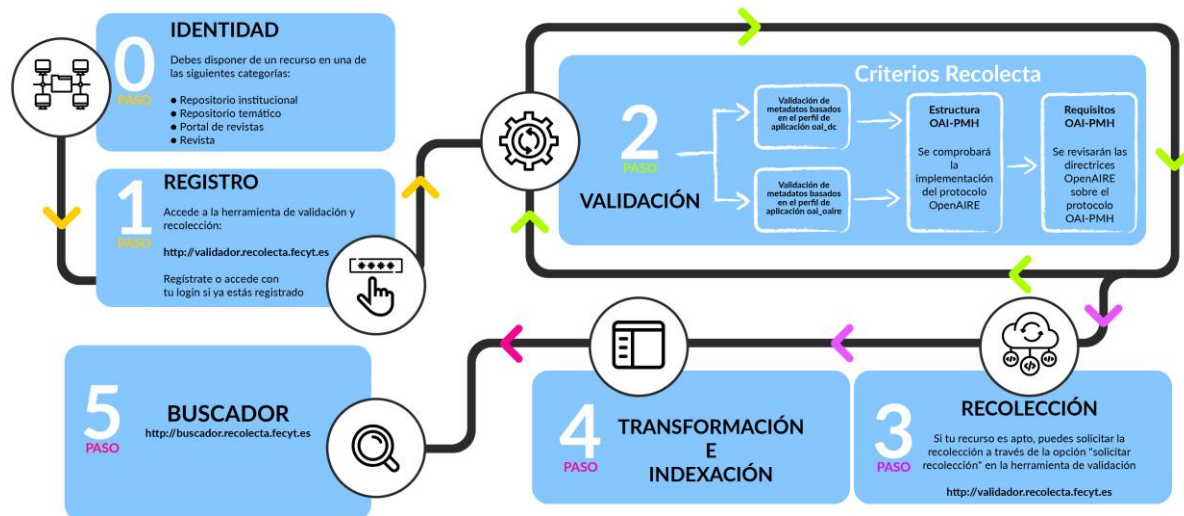 0
PASO
IDENTIDAD
Debes disponer de un recurso en una de
las siguientes categorías:
● Repositorio institucional
● Repositorio temático
● Portal de revistas
● Revista
1
PASO
REGISTRO
Accede a la herramienta de validación y
recolección:
http://validador.recolecta.fecyt.es
Regístrate o accede con
tu login si ya estás registrado
****
2
PASO
VALIDACIÓN
Criterios Recolecta
Validación de
metadatos basados
en el perfil de
aplicación oai_dc
Validación de
metadatos basados
en el perfil de
aplicación oai_oaire
Estructura
OAI-PMH
Se comprobará
la
implementación
del protocolo
OpenAIRE
Requisitos
OAI-PMH
Se revisarán las
directrices
OpenAIRE
sobre el
protocolo
OAI-PMH
3
PASO
RECOLECCIÓN
Si tu recurso es apto, puedes solicitar la
recolección a través de la opción "solicitar
recolección" en la herramienta de validación
http://validador.recolecta.fecyt.es
4
PASO
TRANSFORMACIÓN
E
INDEXACIÓN
5
PASO
BUSCADOR
http://buscador.recolecta.fecyt.es